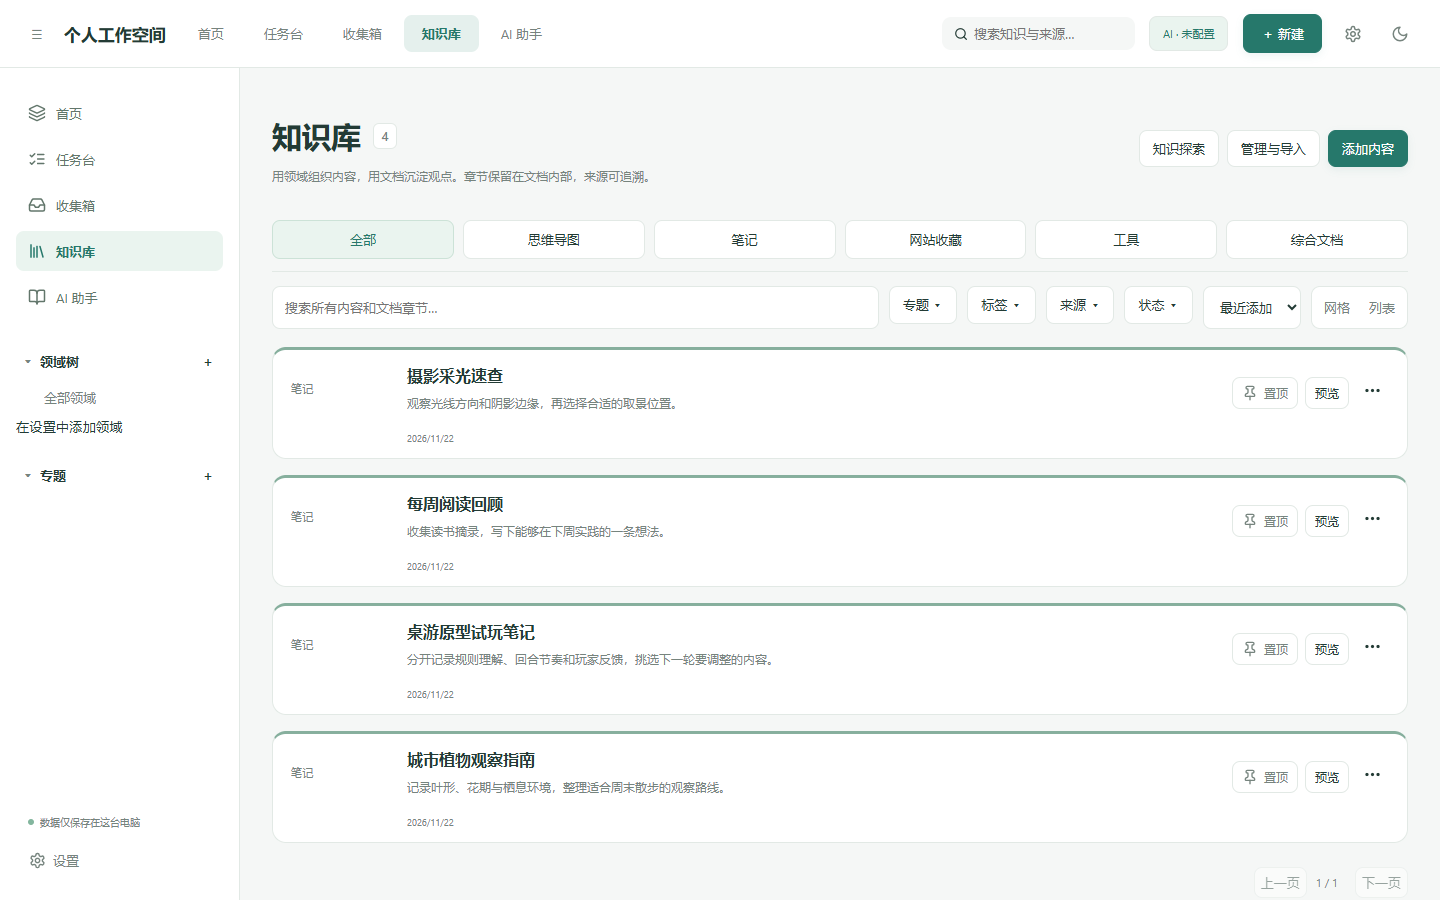 个人工作空间 首页 任务台 收集箱 知识库 AI 助手 搜索知识与来源... AI · 未配置 + 新建
首页
任务台
收集箱
知识库
AI 助手
领域树 +
全部领域
在设置中添加领域
专题 +
数据仅保存在这台电脑
设置
知识库 4
用领域组织内容，用文档沉淀观点。章节保留在文档内部，来源可追溯。
知识探索 管理与导入 添加内容
全部 思维导图 笔记 网站收藏 工具 综合文档
搜索所有内容和文档章节... 专题 标签 来源 状态 最近添加 网格 列表
笔记
摄影采光速查
观察光线方向和阴影边缘，再选择合适的取景位置。
2026/11/22
置顶 预览
笔记
每周阅读回顾
收集读书摘录，写下能够在下周实践的一条想法。
2026/11/22
置顶 预览
笔记
桌游原型试玩笔记
分开记录规则理解、回合节奏和玩家反馈，挑选下一轮要调整的内容。
2026/11/22
置顶 预览
笔记
城市植物观察指南
记录叶形、花期与栖息环境，整理适合周末散步的观察路线。
2026/11/22
置顶 预览
上一页 1 / 1 下一页